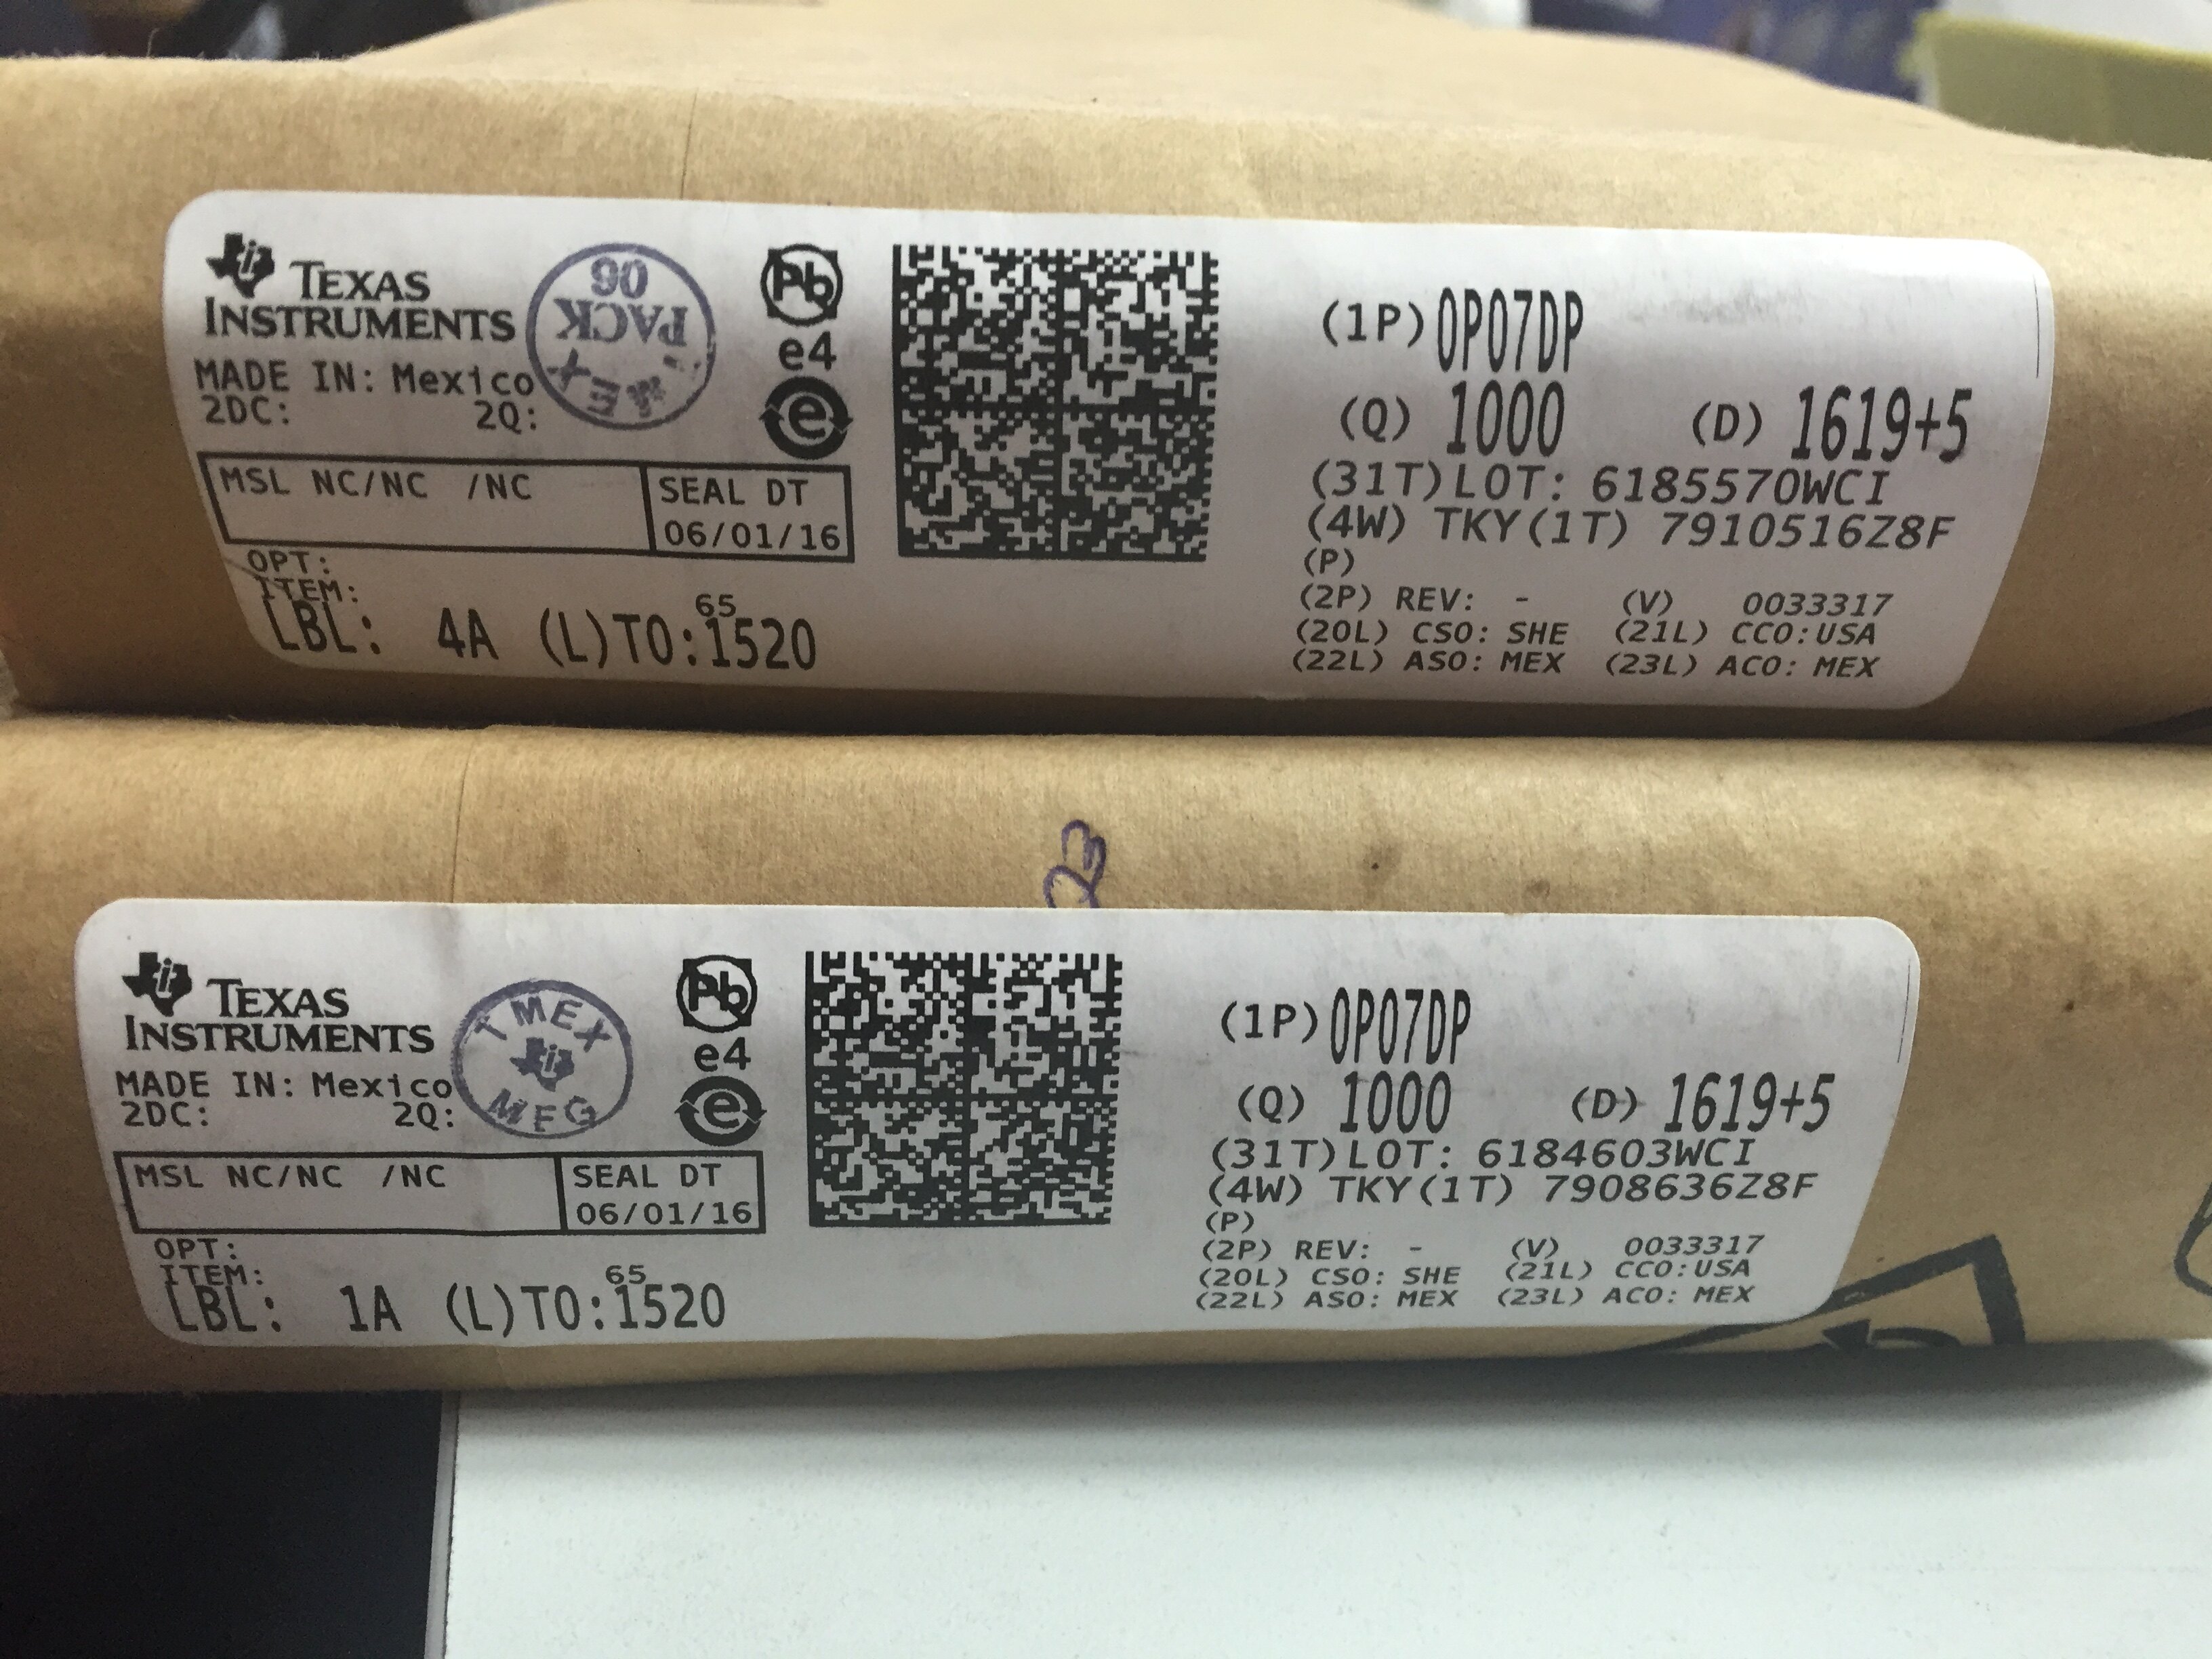 TEXAS
INSTRUMENTS
MADE IN: Mexico
2DC: 2Q:
PACK
06
Pb
e4
e
MSL NC/NC /NC
SEAL DT
06/01/16
OPT:
ITEM:
LBL: 4A (L)TO:1520
65
(1P) OP07DP
(Q) 1000 (D) 1619+5
(31T)LOT: 6185570WCI
(4W) TKY(1T) 7910516Z8F
(P)
(2P) REV: - (V) 0033317
(20L) CSO: SHE (21L) CCO:USA
(22L) ASO: MEX (23L) ACO: MEX
23
TEXAS
INSTRUMENTS
MADE IN: Mexico
2DC: 2Q:
TMEX
MFG
Pb
e4
e
MSL NC/NC /NC
SEAL DT
06/01/16
OPT:
ITEM:
LBL: 1A (L)TO:1520
65
(1P) OP07DP
(Q) 1000 (D) 1619+5
(31T)LOT: 6184603WCI
(4W) TKY(1T) 7908636Z8F
(P)
(2P) REV: - (V) 0033317
(20L) CSO: SHE (21L) CCO:USA
(22L) ASO: MEX (23L) ACO: MEX